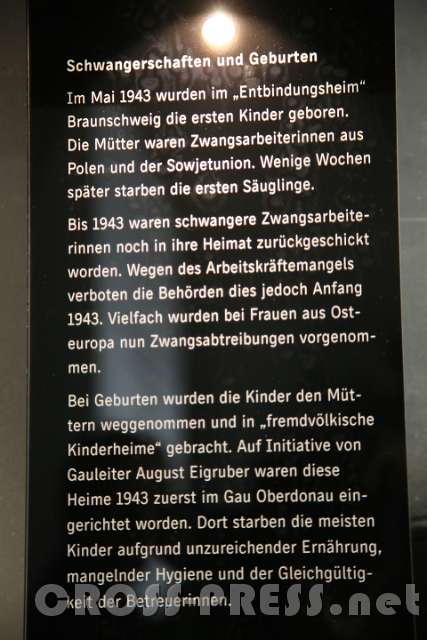 Schwangerschaften und Geburten
Im Mai 1943 wurden im „Entbindungsheim“
Braunschweig die ersten Kinder geboren.
Die Mütter waren Zwangsarbeiterinnen aus
Polen und der Sowjetunion. Wenige Wochen
später starben die ersten Säuglinge.
Bis 1943 waren schwangere Zwangsarbeite-
rinnen noch in ihre Heimat zurückgeschickt
worden. Wegen des Arbeitskräftemangels
verboten die Behörden dies jedoch Anfang
1943. Vielfach wurden bei Frauen aus Ost-
europa nun Zwangsabtreibungen vorgenom-
men.
Bei Geburten wurden die Kinder den Müt-
tern weggenommen und in „fremdvölkische
Kinderheime“ gebracht. Auf Initiative von
Gauleiter August Eigruber waren diese
Heime 1943 zuerst im Gau Oberdonau ein-
gerichtet worden. Dort starben die meisten
Kinder aufgrund unzureichender Ernährung,
mangelnder Hygiene und der Gleichgültig-
keit der Betreuerinnen.
CROSS-PRESS.net